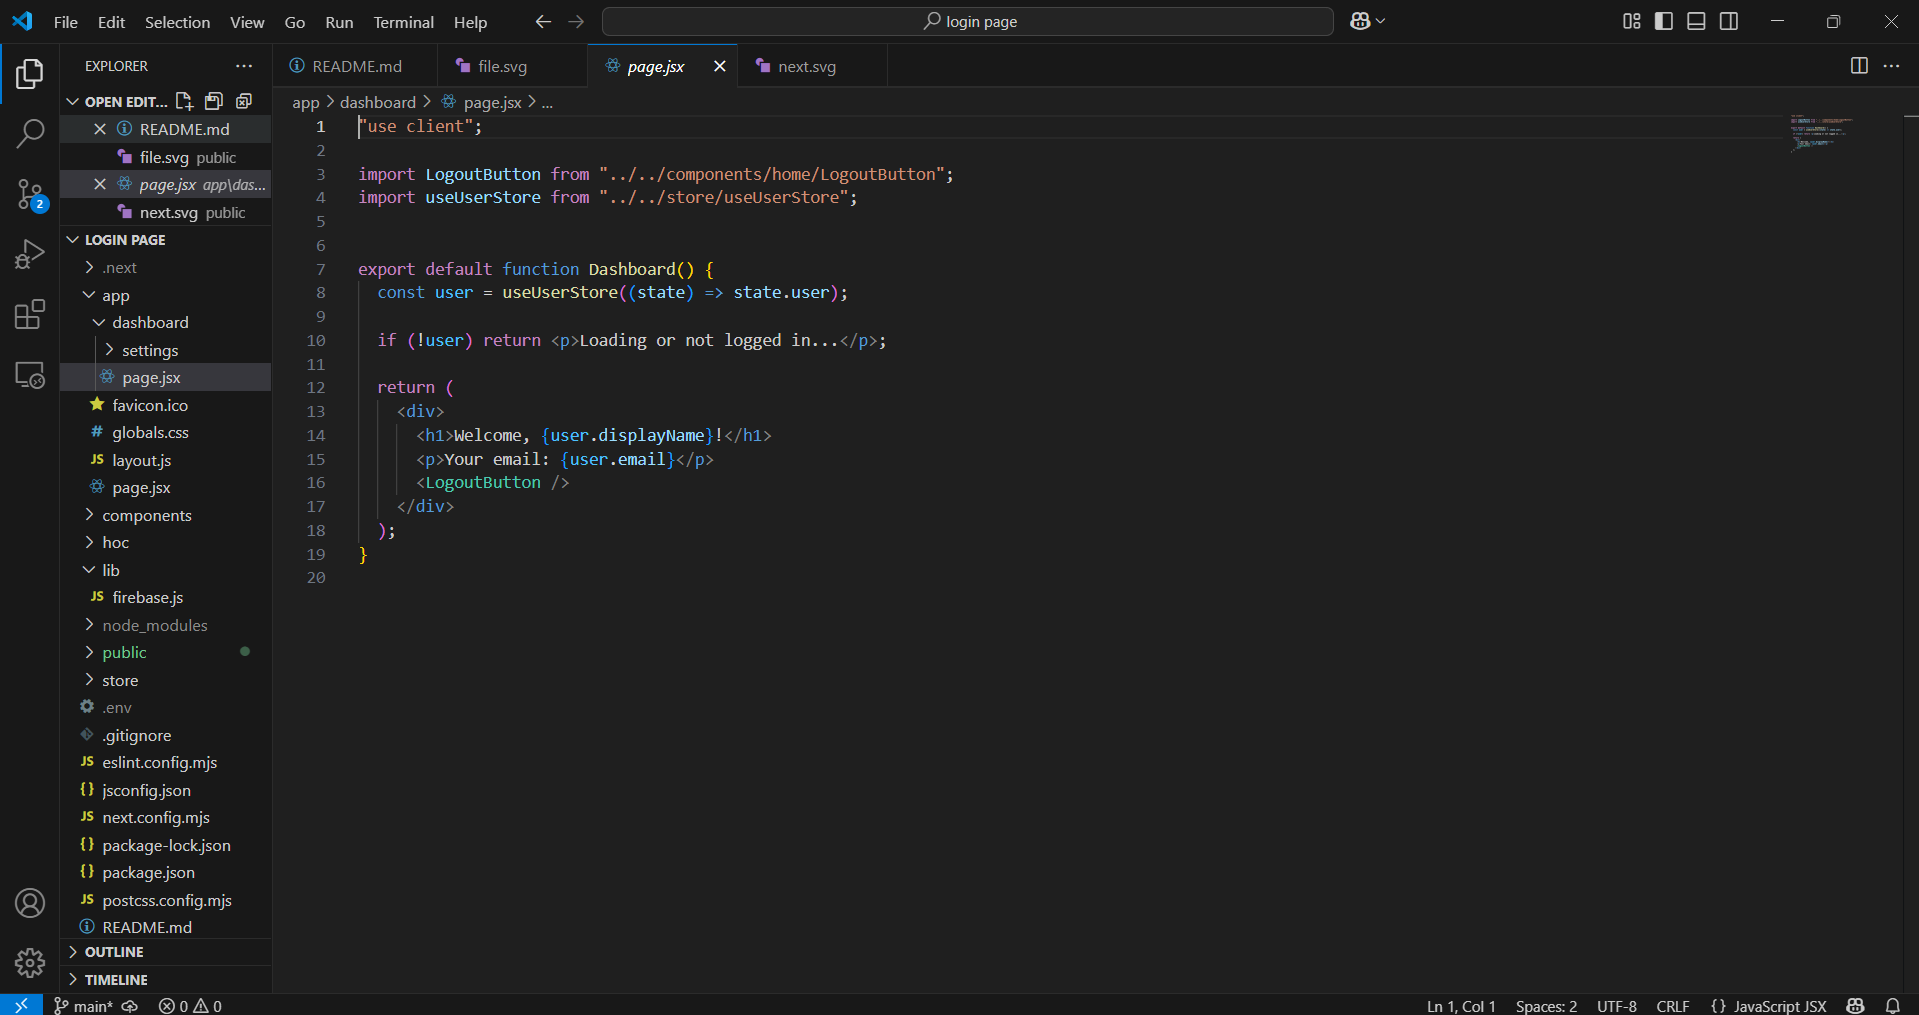 File Edit Selection View Go Run Terminal Help
login page
EXPLORER
OPEN EDIT...
README.md
file.svg public
page.jsx app\das...
next.svg public
LOGIN PAGE
.next
app
dashboard
settings
page.jsx
favicon.ico
# globals.css
JS layout.js
page.jsx
components
hoc
lib
JS firebase.js
node_modules
public
store
.env
.gitignore
JS eslint.config.mjs
{} jsconfig.json
JS next.config.mjs
{} package-lock.json
{} package.json
JS postcss.config.mjs
README.md
OUTLINE
TIMELINE
2
README.md file.svg page.jsx next.svg
app > dashboard > page.jsx > ...
1 "use client";
2
3 import LogoutButton from "../../components/home/LogoutButton";
4 import useUserStore from "../../store/useUserStore";
5
6
7 export default function Dashboard() {
8 const user = useUserStore((state) => state.user);
9
10 if (!user) return <p>Loading or not logged in...</p>;
11
12 return (
13 <div>
14 <h1>Welcome, {user.displayName}!</h1>
15 <p>Your email: {user.email}</p>
16 <LogoutButton />
17 </div>
18 );
19 }
20
main* 0 0 Ln 1, Col 1 Spaces: 2 UTF-8 CRLF {} JavaScript JSX